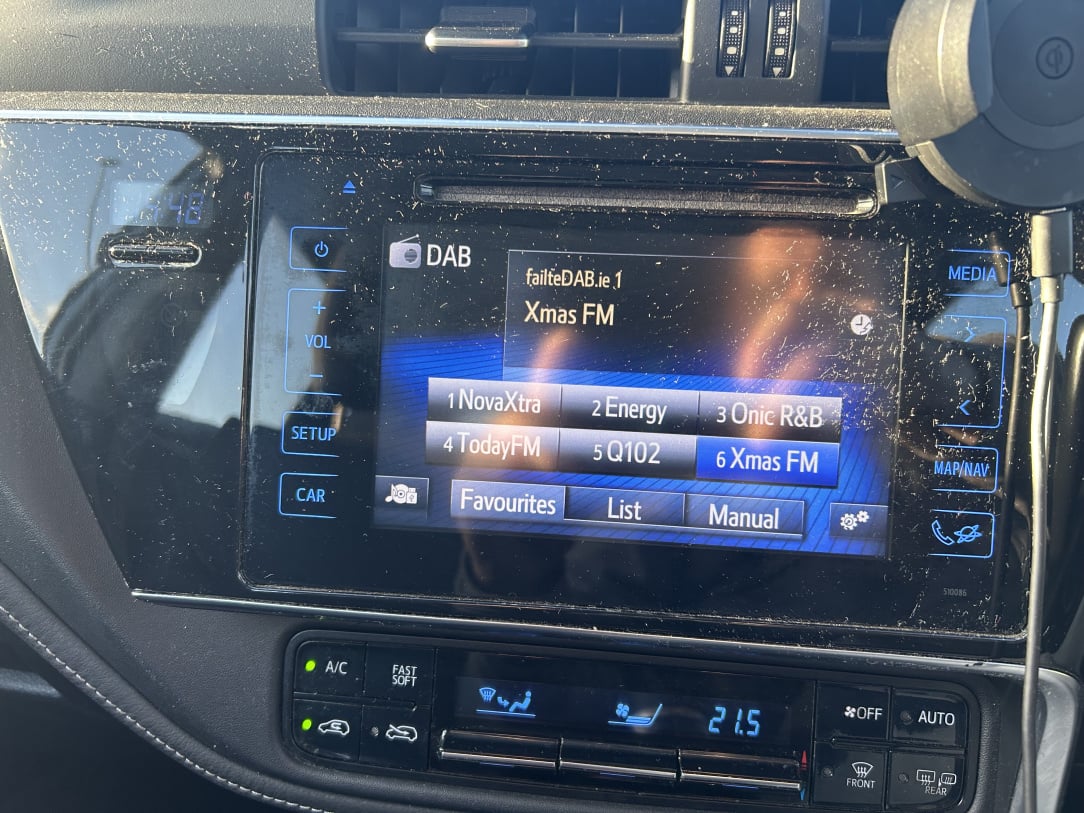 DAB
failteDAB.ie 1
Xmas FM
1 NovaXtra
2 Energy
3 Onic R&B
4 TodayFM
5 Q102
6 Xmas FM
Favourites
List
Manual
+
VOL
−
SETUP
CAR
MEDIA
MAP/NAV
510086
A/C
FAST
SOFT
21.5
OFF
AUTO
FRONT
REAR